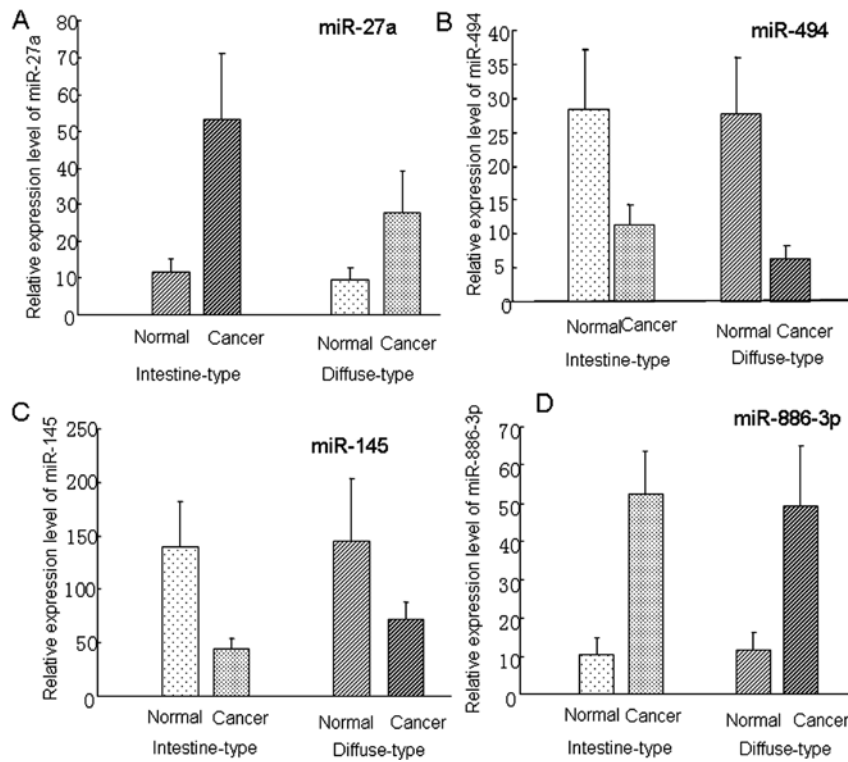 A
miR-27a
Relative expression level of miR-27a
80
70
60
50
40
30
20
10
0
Normal Cancer Normal Cancer
Intestine-type Diffuse-type
B
miR-494
Relative expression level of miR-494
40
35
30
25
20
15
10
5
0
Normal Cancer Normal Cancer
Intestine-type Diffuse-type
C
miR-145
Relative expression level of miR-145
250
200
150
100
50
0
Normal Cancer Normal Cancer
Intestine-type Diffuse-type
D
miR-886-3p
Relative expression level of miR-886-3p
70
60
50
40
30
20
10
0
Normal Cancer Normal Cancer
Intestine-type Diffuse-type